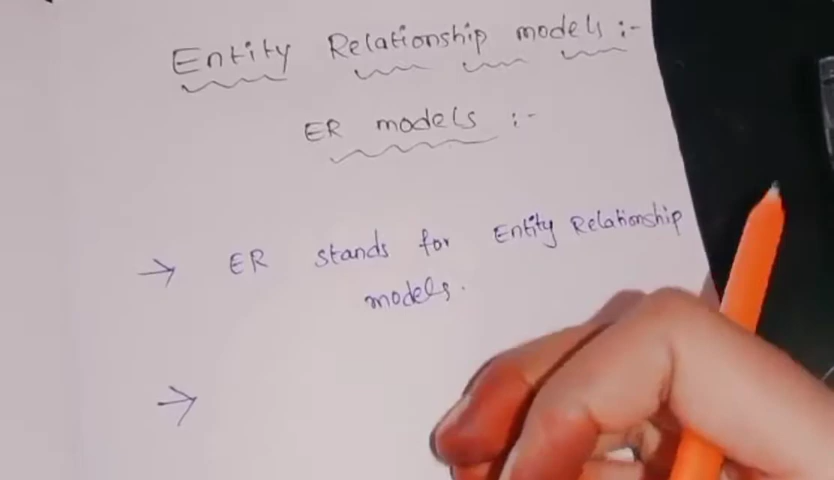 Entity Relationship models :-
ER models :-
→ ER stands for Entity Relationship
models.
→